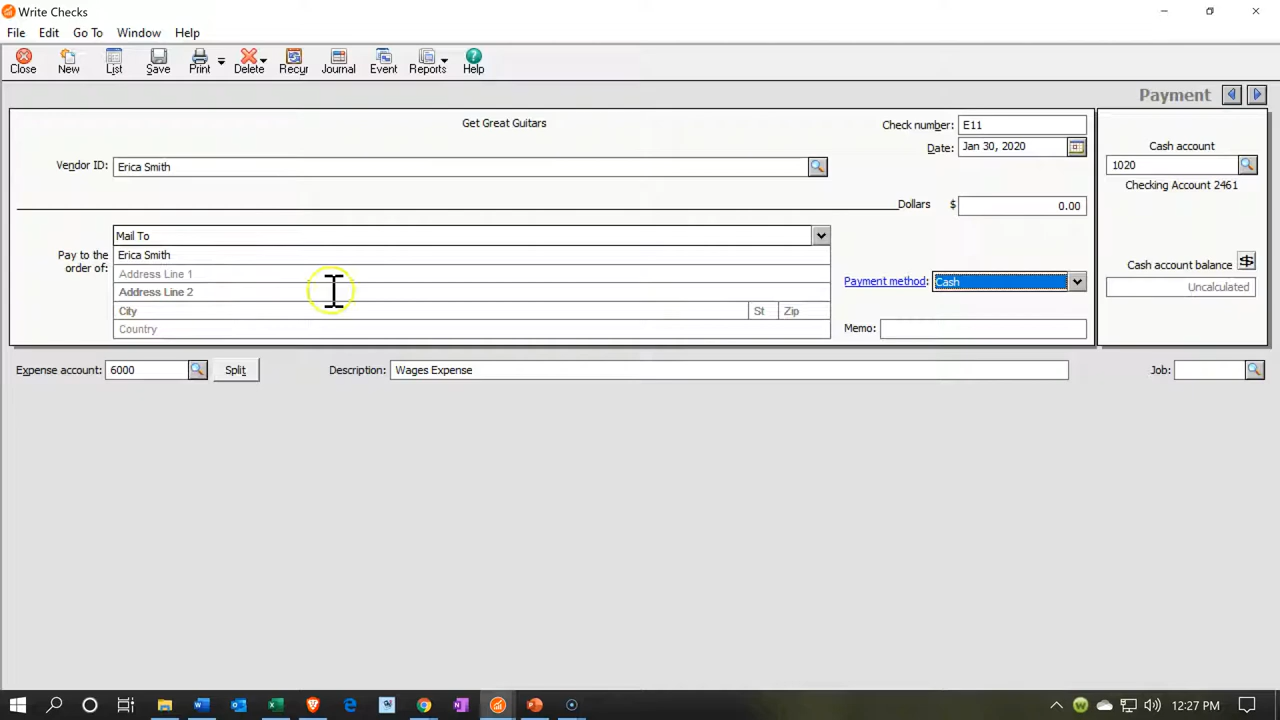 Write Checks
File Edit Go To Window Help
Close New List Save Print Delete Recur Journal Event Reports Help
Payment
Get Great Guitars
Check number: E11
Date: Jan 30, 2020
Vendor ID: Erica Smith
Dollars $ 0.00
Mail To
Pay to the order of: Erica Smith
Address Line 1
Address Line 2
City St Zip
Country
Payment method: Cash
Memo:
Cash account
1020
Checking Account 2461
Cash account balance
Uncalculated
Expense account: 6000 Split Description: Wages Expense Job:
12:27 PM